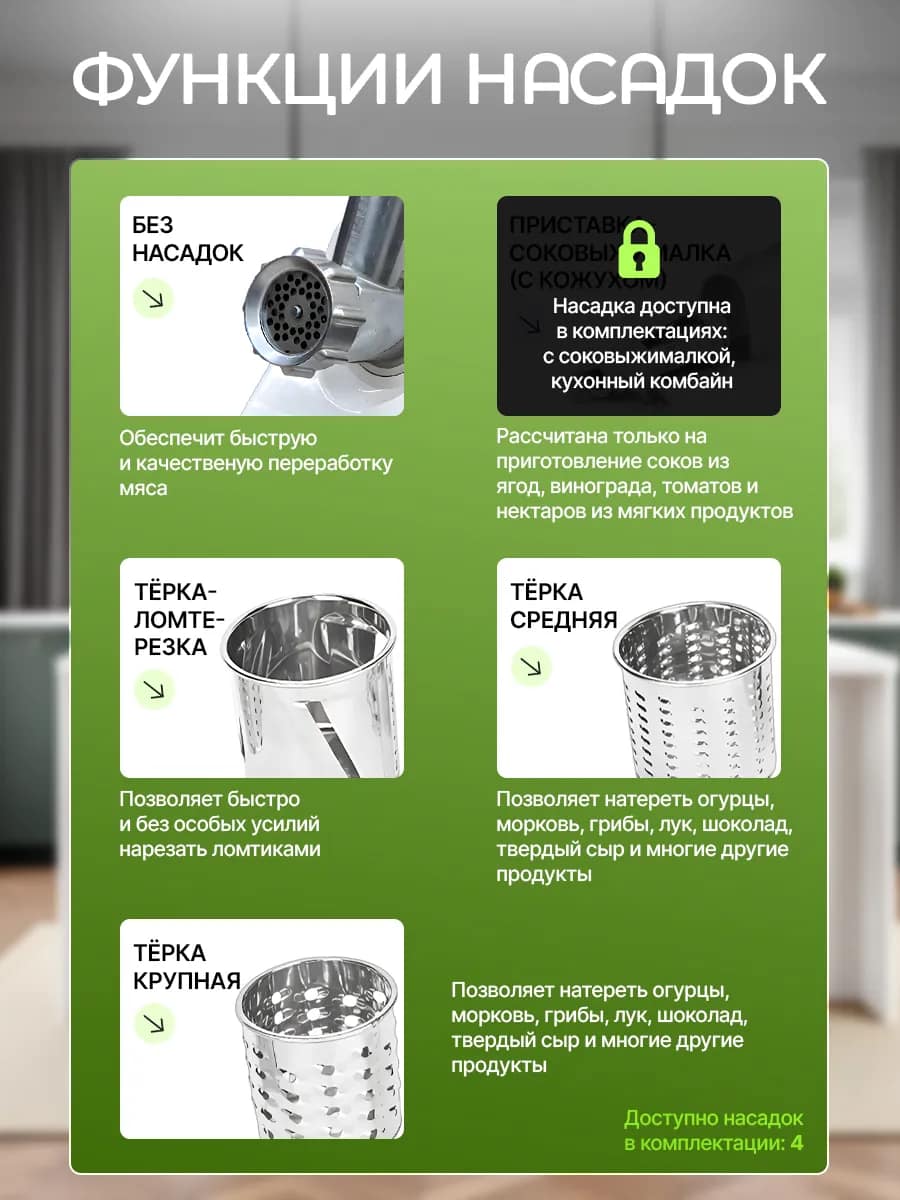 ФУНКЦИИ НАСАДОК
БЕЗ
НАСАДОК
Обеспечит быструю
и качественую переработку
мяса
ПРИСТАВКА
(С КОЖУХОМ)
Насадка доступна
в комплектациях:
с соковыжималкой,
кухонный комбайн
Рассчитана только на
приготовление соков из
ягод, винограда, томатов и
нектаров из мягких продуктов
ТЁРКА-
ЛОМТЕ-
РЕЗКА
Позволяет быстро
и без особых усилий
нарезать ломтиками
ТЁРКА
СРЕДНЯЯ
Позволяет натереть огурцы,
морковь, грибы, лук, шоколад,
твердый сыр и многие другие
продукты
ТЁРКА
КРУПНАЯ
Позволяет натереть огурцы,
морковь, грибы, лук, шоколад,
твердый сыр и многие другие
продукты
Доступно насадок
в комплектации: 4